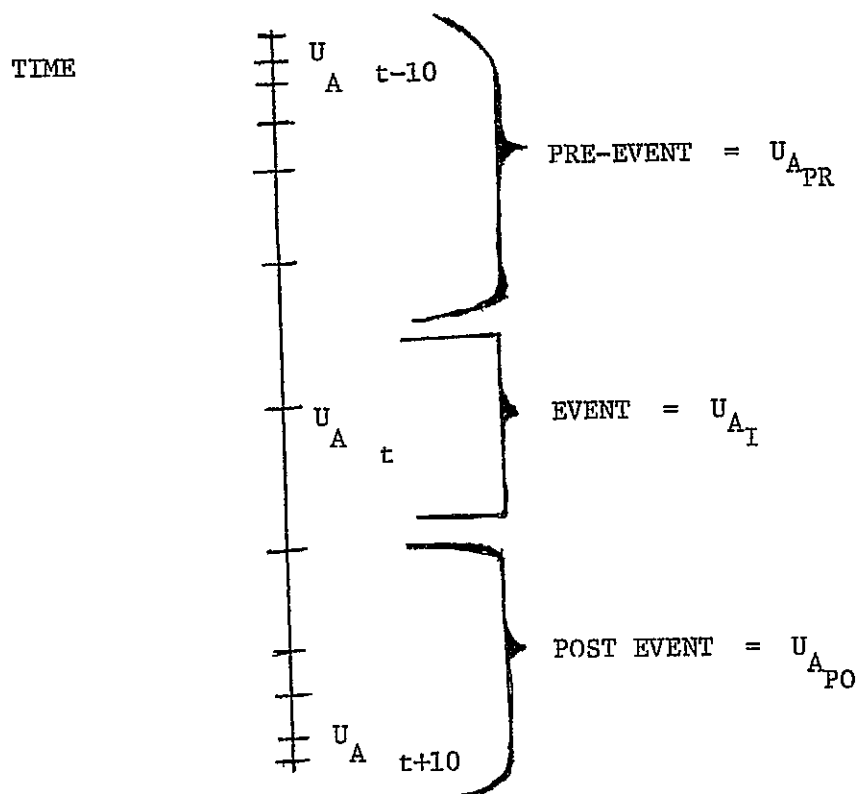 TIME
U_A t-10
PRE-EVENT = U_A_PR
U_A t
EVENT = U_A_I
POST EVENT = U_A_PO
U_A t+10